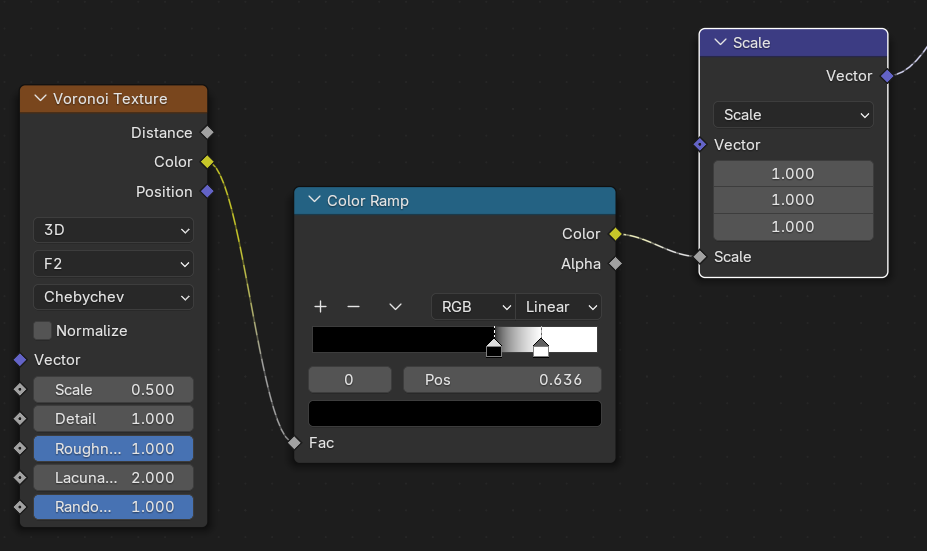 Voronoi Texture
Distance
Color
Position
3D
F2
Chebychev
Normalize
Vector
Scale 0.500
Detail 1.000
Roughn... 1.000
Lacuna... 2.000
Rando... 1.000
Color Ramp
Color
Alpha
RGB Linear
0 Pos 0.636
Fac
Scale
Vector
Scale
Vector
1.000
1.000
1.000
Scale